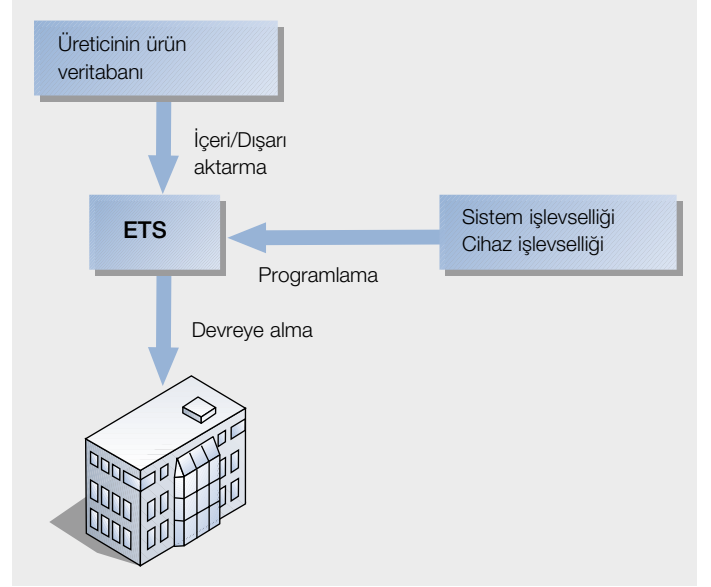 Üreticinin ürün
veritabanı
İçeri/Dışarı
aktarma
ETS
Sistem işlevselliği
Cihaz işlevselliği
Programlama
Devreye alma